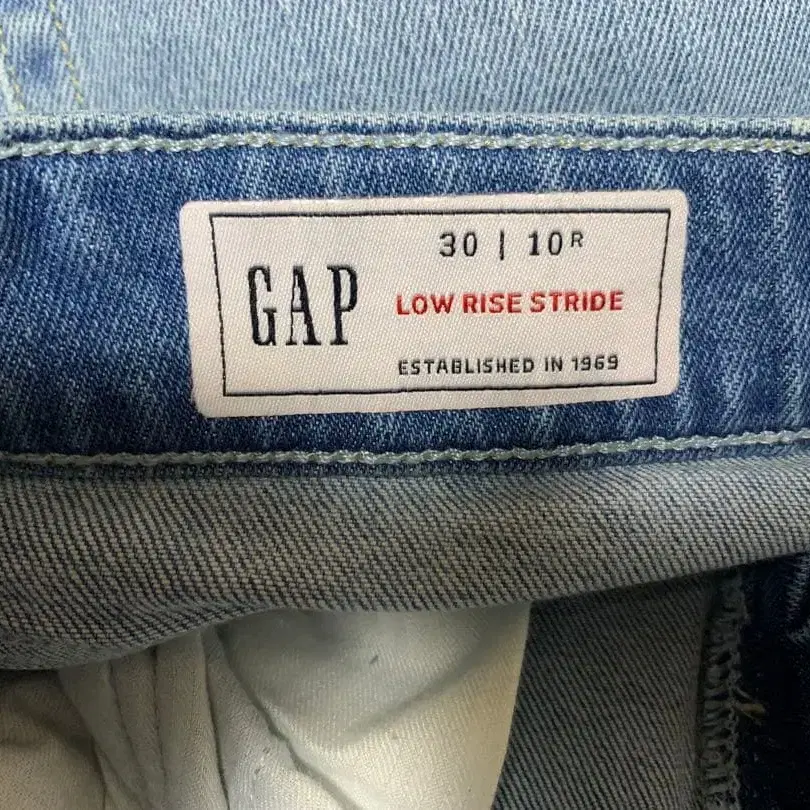 GAP
30 | 10R
LOW RISE STRIDE
ESTABLISHED IN 1969